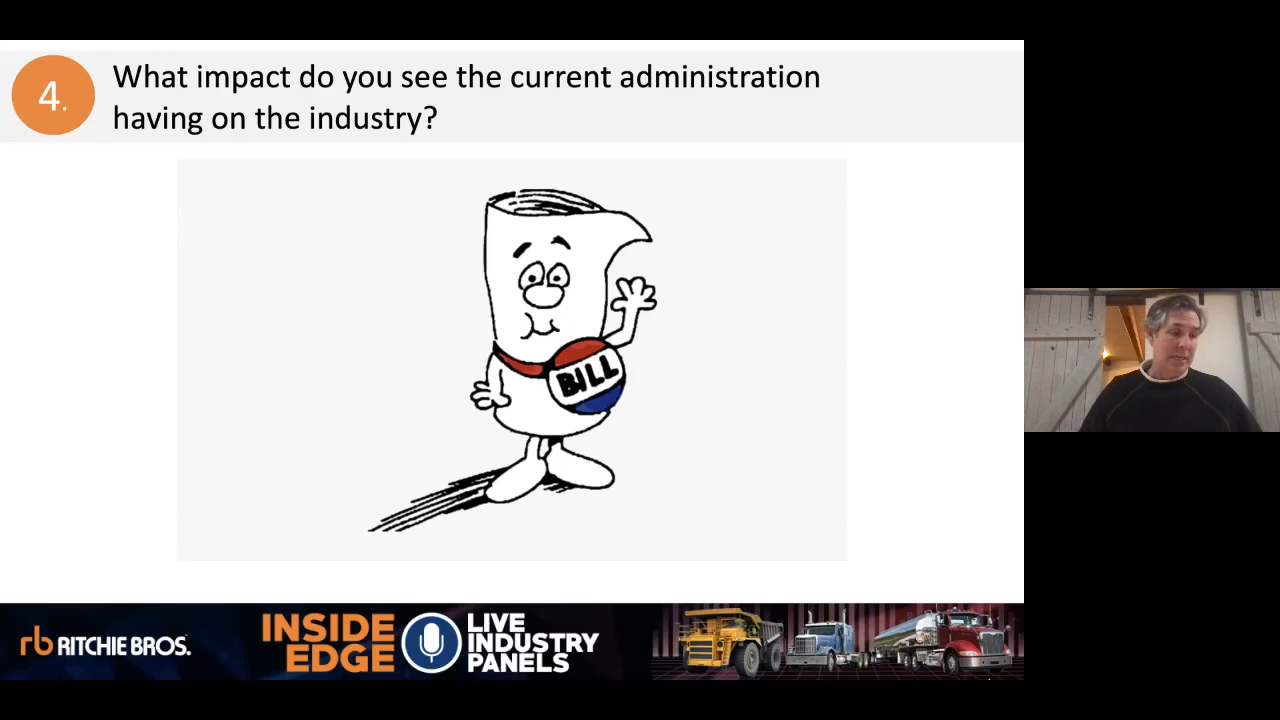 4.
What impact do you see the current administration
having on the industry?
BILL
rb RITCHIE BROS.
INSIDE
EDGE
LIVE
INDUSTRY
PANELS